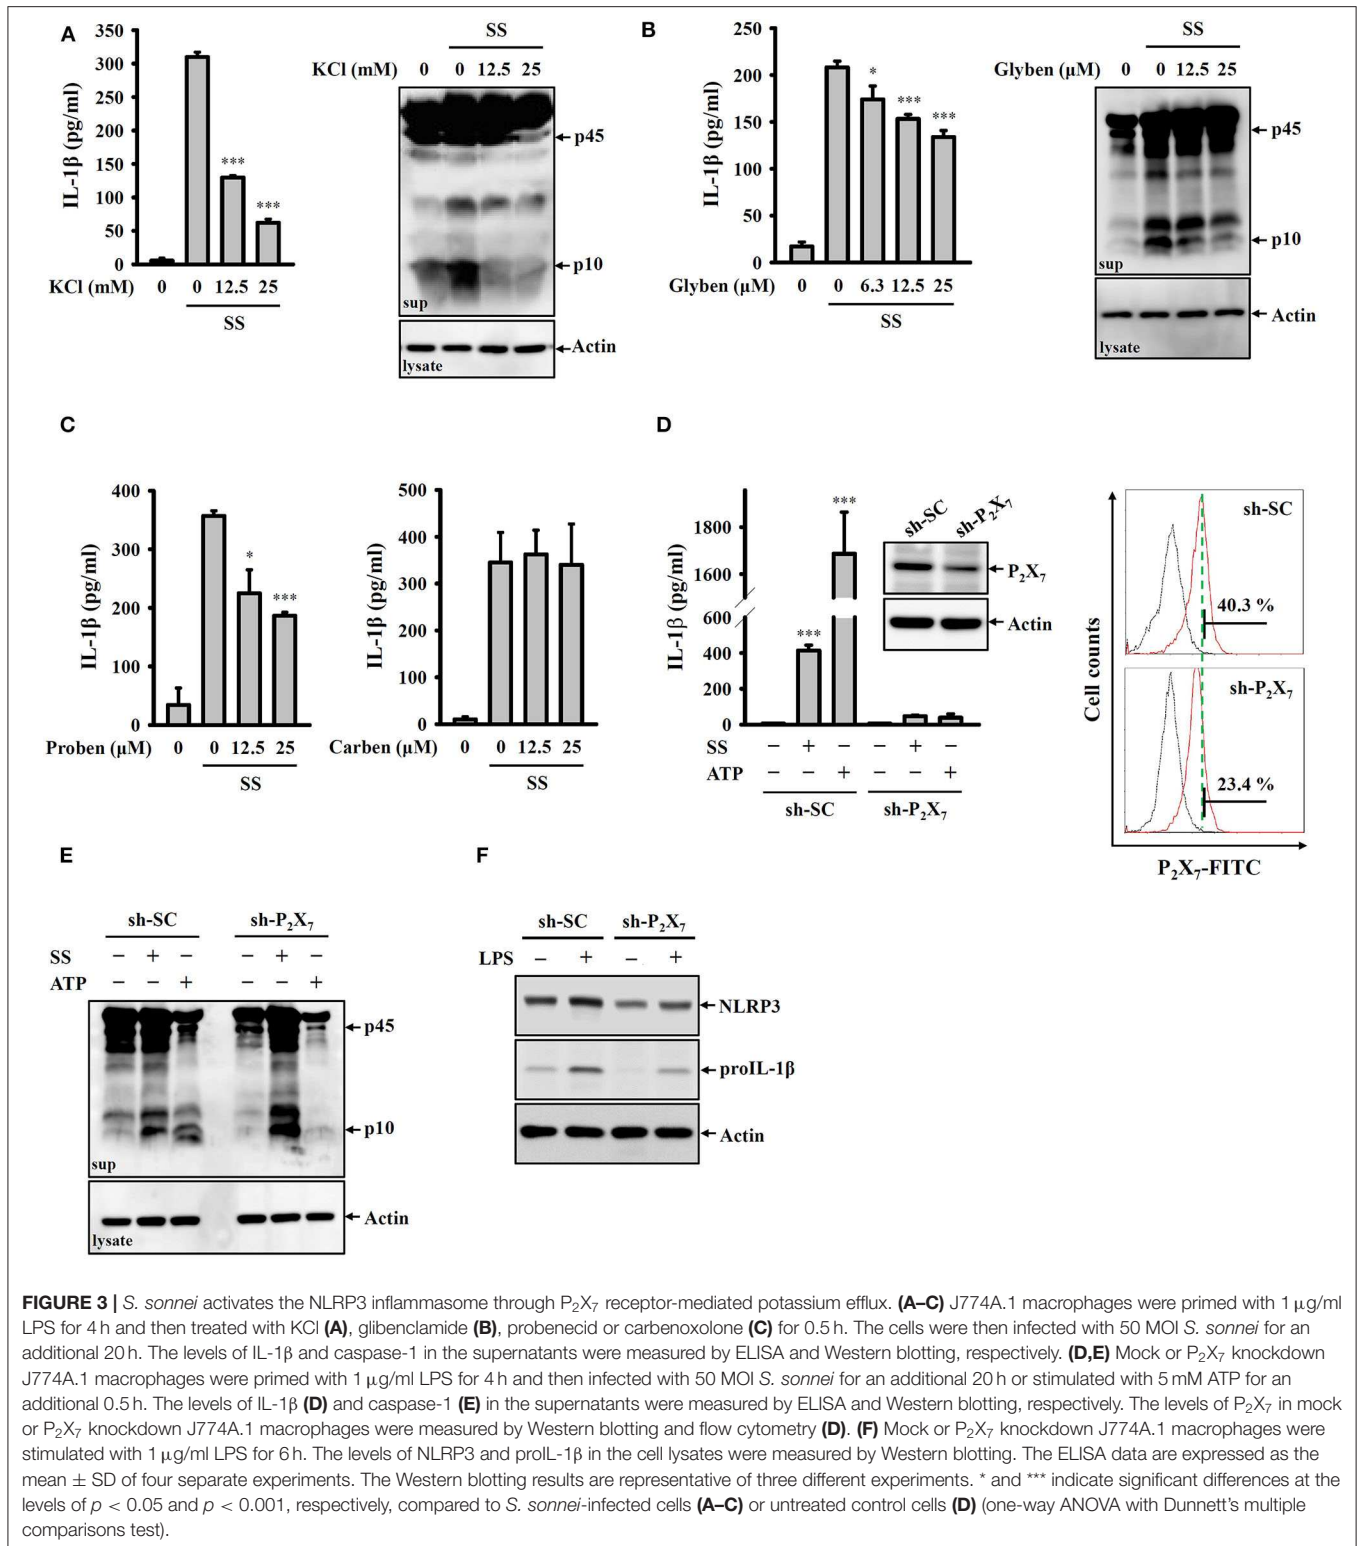 A
IL-1β (pg/ml)
350
300
250
200
150
100
50
0
***
***
KCl (mM) 0 0 12.5 25
SS
SS
KCl (mM) 0 0 12.5 25
p45
p10
sup
Actin
lysate
B
IL-1β (pg/ml)
250
200
150
100
50
0
*
***
***
Glyben (μM) 0 0 6.3 12.5 25
SS
SS
Glyben (μM) 0 0 12.5 25
p45
p10
sup
Actin
lysate
C
IL-1β (pg/ml)
400
300
200
100
0
*
***
Proben (μM) 0 0 12.5 25
SS
IL-1β (pg/ml)
500
400
300
200
100
0
Carben (μM) 0 0 12.5 25
SS
D
IL-1β (pg/ml)
1800
1600
600
400
200
0
***
***
SS – + – – + –
ATP – – + – – +
sh-SC sh-P₂X₇
sh-SC sh-P₂X₇
P₂X₇
Actin
Cell counts
sh-SC
40.3 %
sh-P₂X₇
23.4 %
P₂X₇-FITC
E
sh-SC sh-P₂X₇
SS – + – – + –
ATP – – + – – +
p45
p10
sup
Actin
lysate
F
sh-SC sh-P₂X₇
LPS – + – +
NLRP3
proIL-1β
Actin
FIGURE 3 | S. sonnei activates the NLRP3 inflammasome through P₂X₇ receptor-mediated potassium efflux. (A–C) J774A.1 macrophages were primed with 1 μg/ml
LPS for 4 h and then treated with KCl (A), glibenclamide (B), probenecid or carbenoxolone (C) for 0.5 h. The cells were then infected with 50 MOI S. sonnei for an
additional 20 h. The levels of IL-1β and caspase-1 in the supernatants were measured by ELISA and Western blotting, respectively. (D,E) Mock or P₂X₇ knockdown
J774A.1 macrophages were primed with 1 μg/ml LPS for 4 h and then infected with 50 MOI S. sonnei for an additional 20 h or stimulated with 5 mM ATP for an
additional 0.5 h. The levels of IL-1β (D) and caspase-1 (E) in the supernatants were measured by ELISA and Western blotting, respectively. The levels of P₂X₇ in mock
or P₂X₇ knockdown J774A.1 macrophages were measured by Western blotting and flow cytometry (D). (F) Mock or P₂X₇ knockdown J774A.1 macrophages were
stimulated with 1 μg/ml LPS for 6 h. The levels of NLRP3 and proIL-1β in the cell lysates were measured by Western blotting. The ELISA data are expressed as the
mean ± SD of four separate experiments. The Western blotting results are representative of three different experiments. * and *** indicate significant differences at the
levels of p < 0.05 and p < 0.001, respectively, compared to S. sonnei-infected cells (A–C) or untreated control cells (D) (one-way ANOVA with Dunnett's multiple
comparisons test).